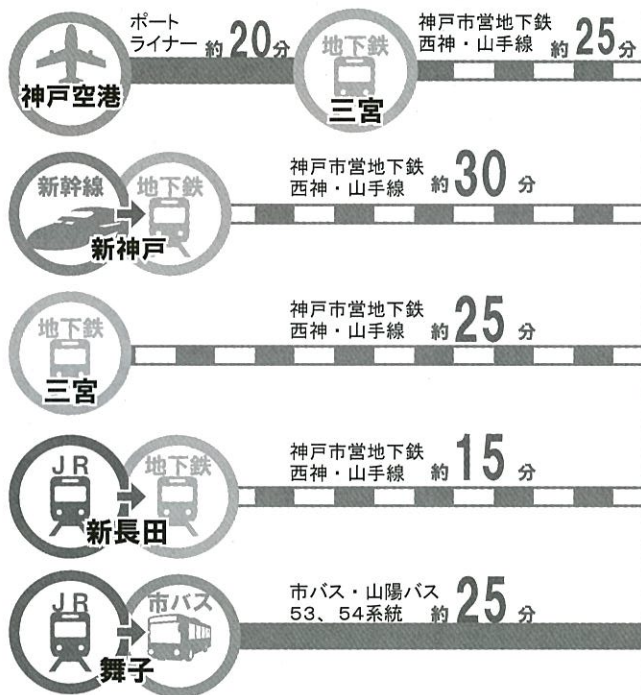 ポート
ライナー 約20分
神戸空港
地下鉄
三宮
神戸市営地下鉄
西神・山手線 約25分
新幹線
地下鉄
新神戸
神戸市営地下鉄
西神・山手線 約30分
地下鉄
三宮
神戸市営地下鉄
西神・山手線 約25分
JR
地下鉄
新長田
神戸市営地下鉄
西神・山手線 約15分
JR
市バス
舞子
市バス・山陽バス
53、54系統 約25分